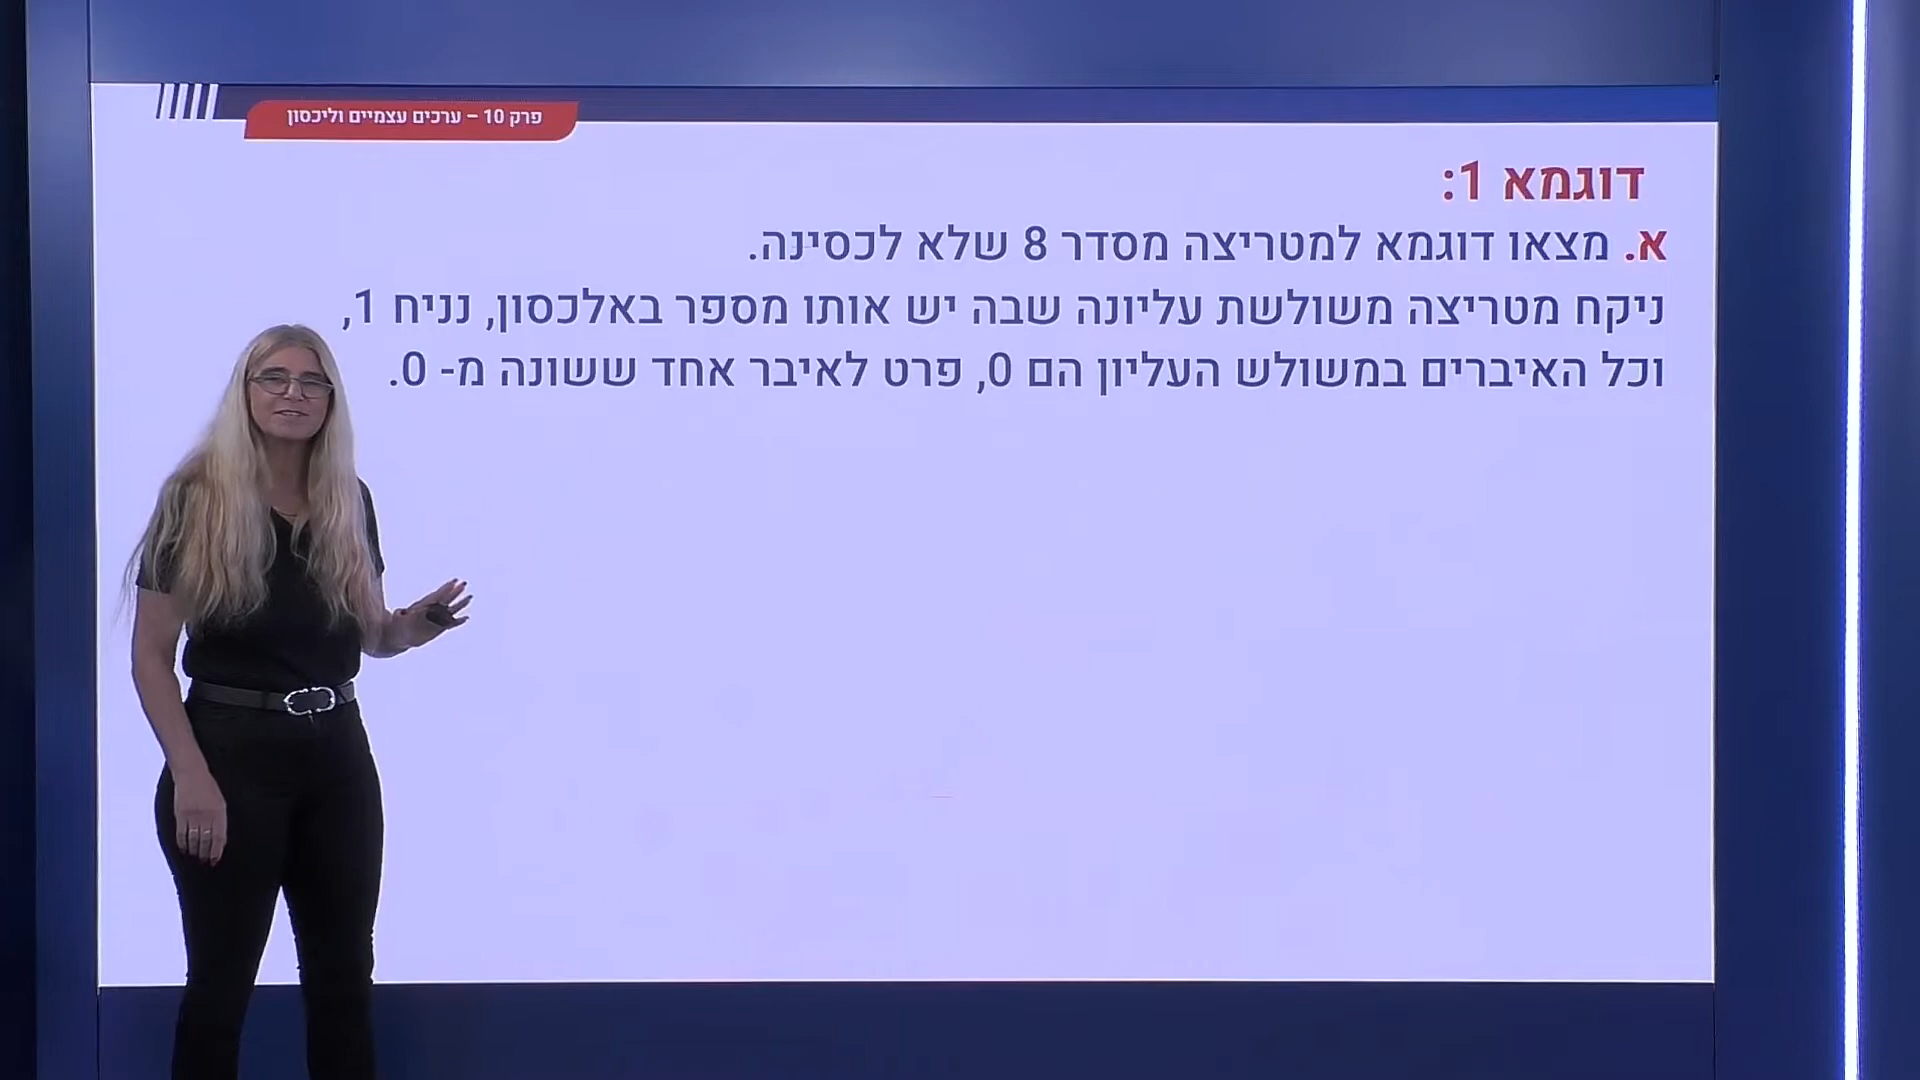 פרק 10 – ערכים עצמיים וליכסון
דוגמא 1:
א. מצאו דוגמא למטריצה מסדר 8 שלא לכסינה.
ניקח מטריצה משולשת עליונה שבה יש אותו מספר באלכסון, נניח 1,
וכל האיברים במשולש העליון הם 0, פרט לאיבר אחד ששונה מ- 0.